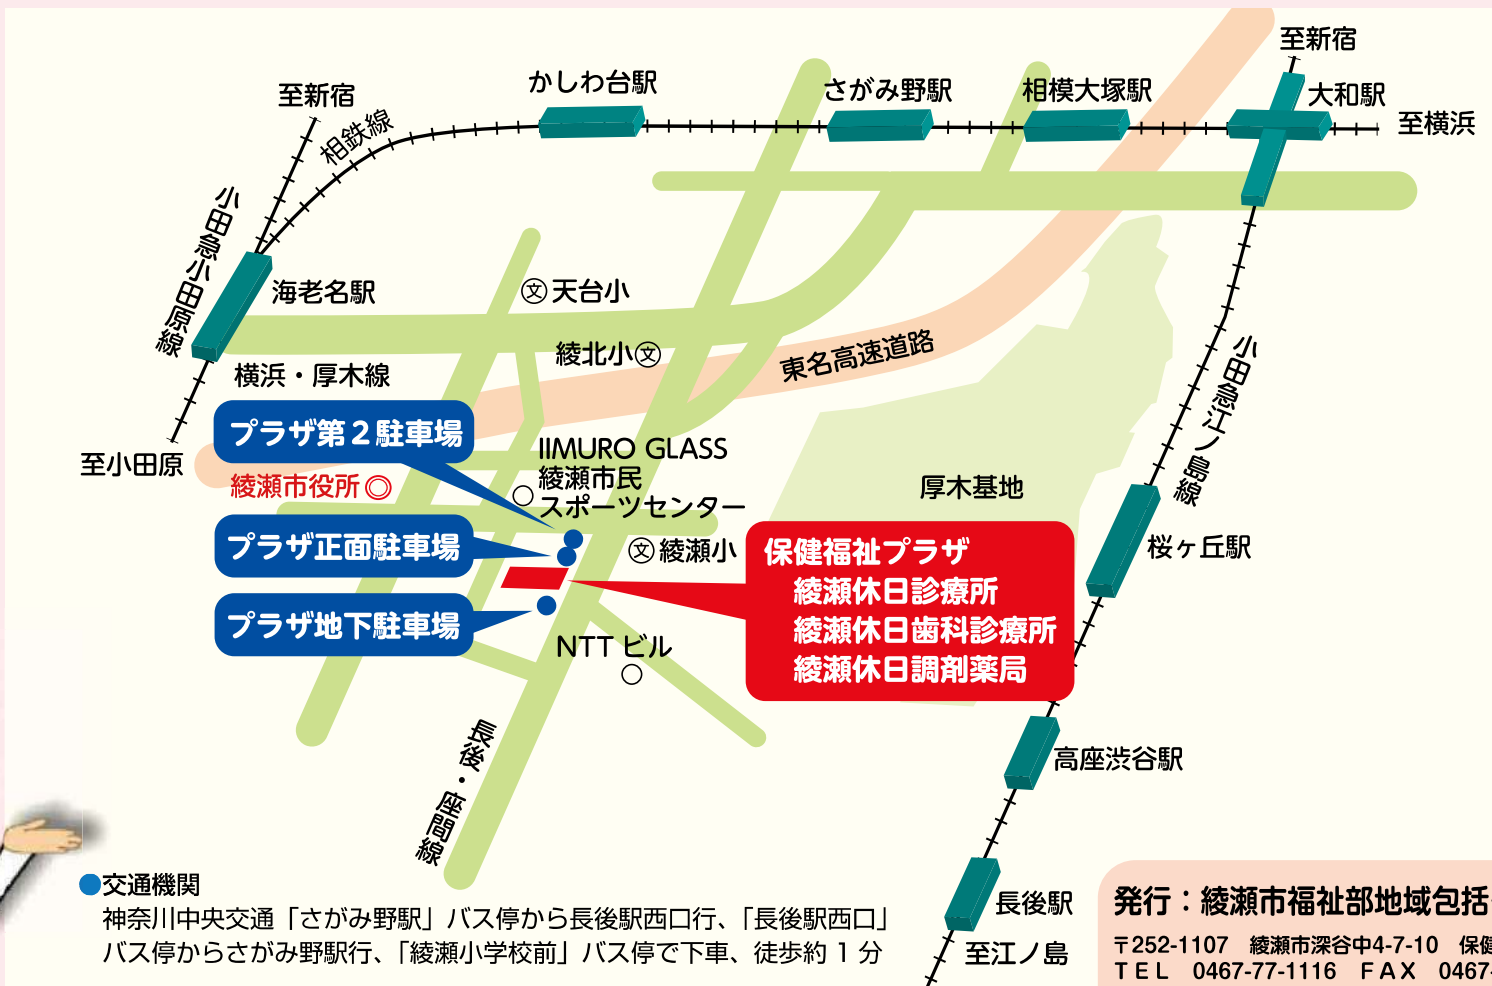 至新宿
至新宿
かしわ台駅
さがみ野駅
相模大塚駅
大和駅
至横浜
相鉄線
小田急小田原線
海老名駅
文天台小
綾北小文
東名高速道路
横浜・厚木線
プラザ第2駐車場
至小田原
綾瀬市役所◎
IIMURO GLASS
綾瀬市民
スポーツセンター
厚木基地
小田急江ノ島線
プラザ正面駐車場
文綾瀬小
桜ヶ丘駅
保健福祉プラザ
綾瀬休日診療所
綾瀬休日歯科診療所
綾瀬休日調剤薬局
プラザ地下駐車場
NTTビル
長後・座間線
高座渋谷駅
長後駅
至江ノ島
●交通機関
神奈川中央交通「さがみ野駅」バス停から長後駅西口行、「長後駅西口」
バス停からさがみ野駅行、「綾瀬小学校前」バス停で下車、徒歩約1分
発行：綾瀬市福祉部地域包括
〒252-1107 綾瀬市深谷中4-7-10 保健
TEL 0467-77-1116 FAX 0467-